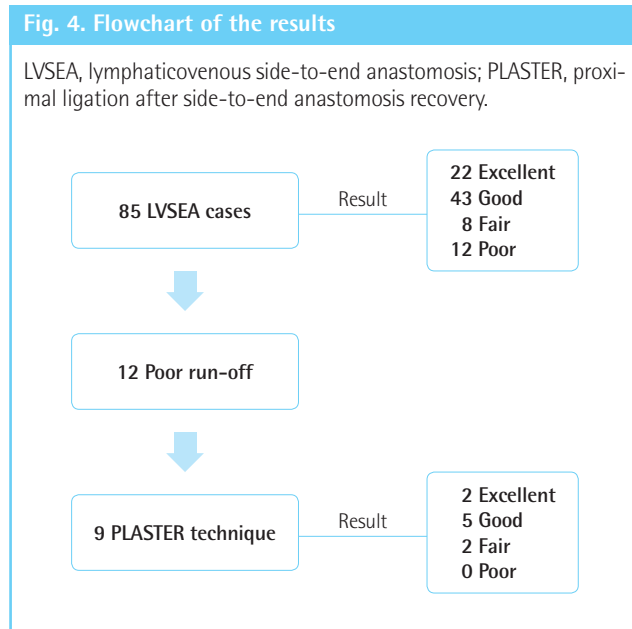 Fig. 4. Flowchart of the results
LVSEA, lymphaticovenous side-to-end anastomosis; PLASTER, proxi-
mal ligation after side-to-end anastomosis recovery.
85 LVSEA cases
Result
22 Excellent
43 Good
8 Fair
12 Poor
12 Poor run-off
9 PLASTER technique
Result
2 Excellent
5 Good
2 Fair
0 Poor